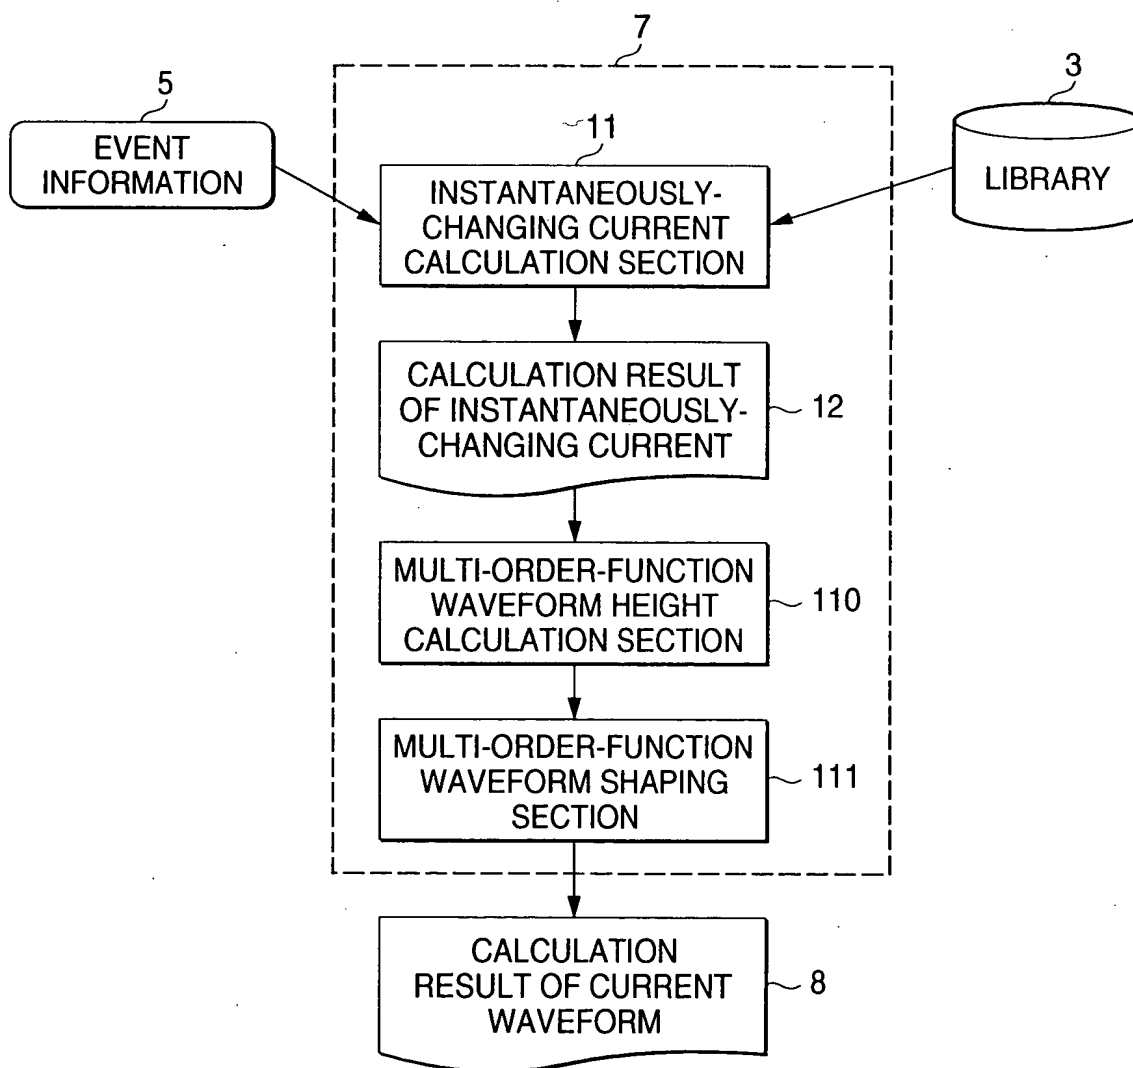 7
5
3
EVENT
INFORMATION
11
LIBRARY
INSTANTANEOUSLY-
CHANGING CURRENT
CALCULATION SECTION
CALCULATION RESULT
OF INSTANTANEOUSLY-
CHANGING CURRENT
12
MULTI-ORDER-FUNCTION
WAVEFORM HEIGHT
CALCULATION SECTION
110
MULTI-ORDER-FUNCTION
WAVEFORM SHAPING
SECTION
111
CALCULATION
RESULT OF CURRENT
WAVEFORM
8